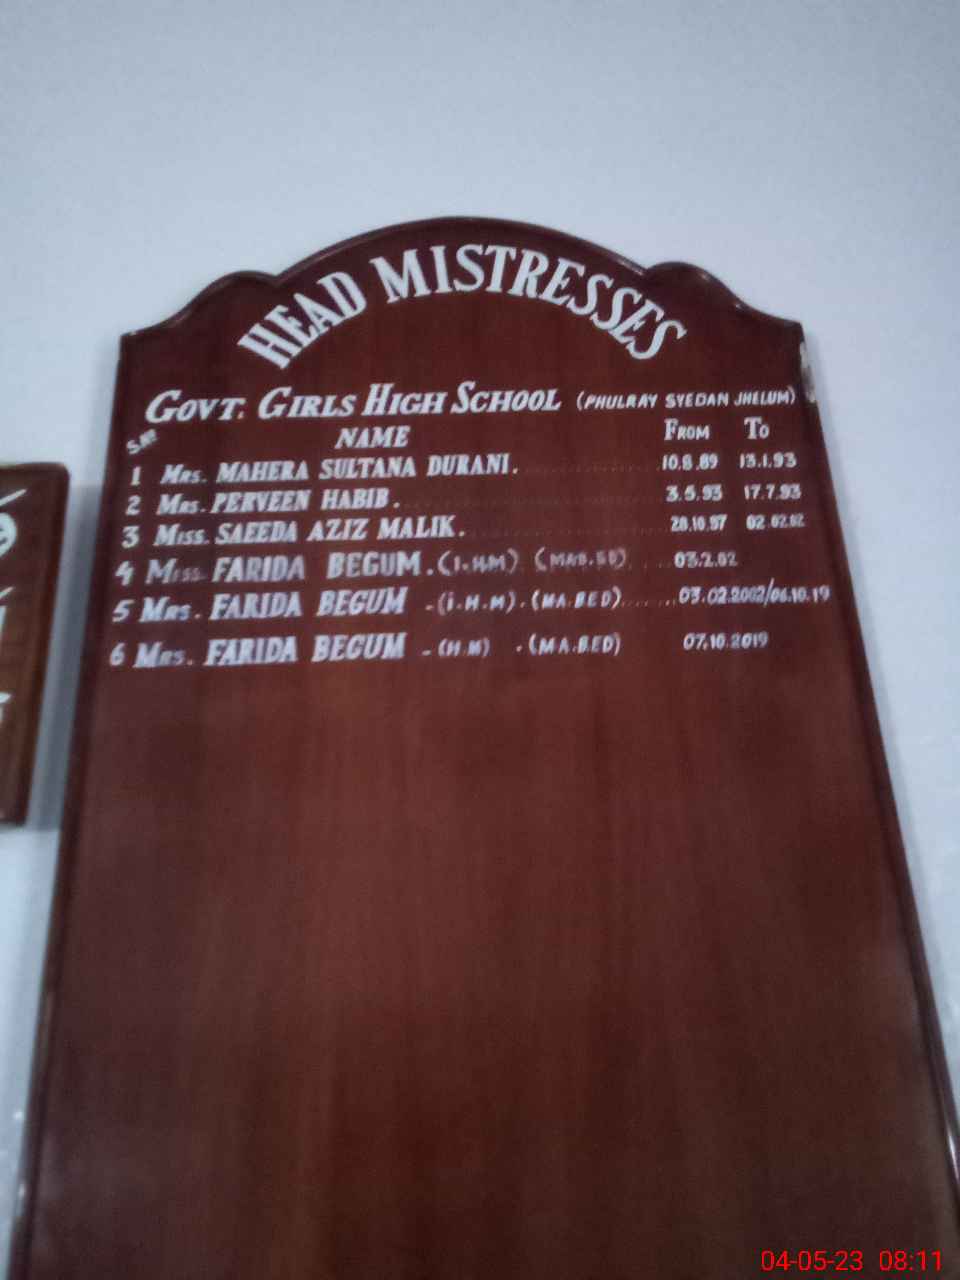 HEAD MISTRESSES
GOVT. GIRLS HIGH SCHOOL (PHULRAY SYEDAN JHELUM)
S.No NAME FROM TO
1 MRS. MAHERA SULTANA DURANI. 10.8.89 13.1.93
2 MRS. PERVEEN HABIB. 3.5.93 17.7.93
3 MISS. SAEEDA AZIZ MALIK. 28.10.97 02.02.02
4 MISS. FARIDA BEGUM. (I.H.M) (MAB.ED) 03.2.02
5 MRS. FARIDA BEGUM -(I.H.M). (MA.BED) 03.02.2002/06.10.19
6 MRS. FARIDA BEGUM - (H.M) . (MA.BED) 07.10.2019
04-05-23 08:11